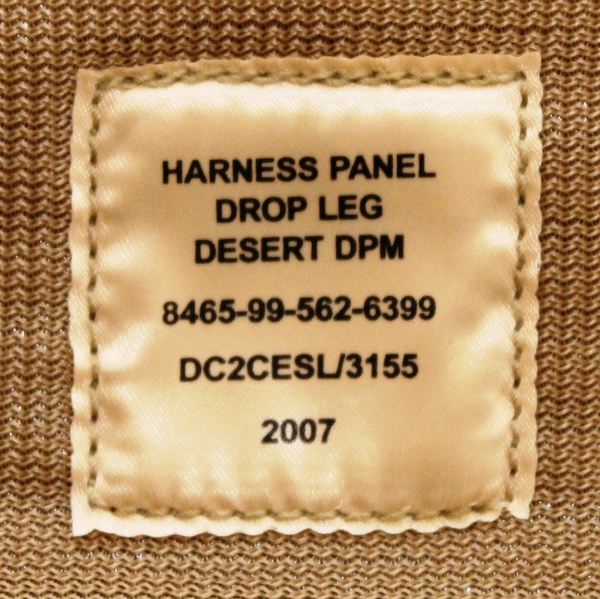 HARNESS PANEL
DROP LEG
DESERT DPM
8465-99-562-6399
DC2CESL/3155
2007